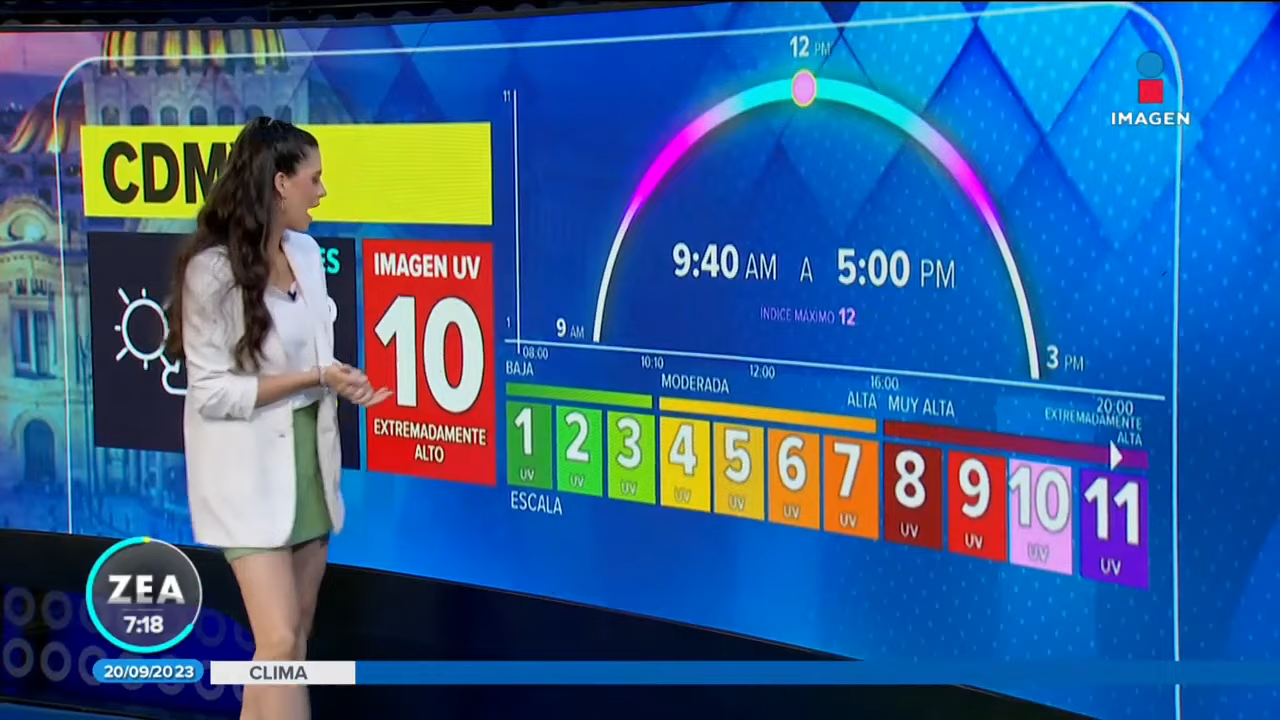 12 PM
IMAGEN
11
CDM
ES
IMAGEN UV
10
EXTREMADAMENTE
ALTO
9:40 AM A 5:00 PM
INDICE MÁXIMO 12
1
9 AM
3 PM
08:00
10:10
12:00
16:00
20:00
BAJA
MODERADA
ALTA
MUY ALTA
EXTREMADAMENTE
ALTA
1 UV
2 UV
3 UV
4 UV
5 UV
6 UV
7 UV
8 UV
9 UV
10 UV
11 UV
ESCALA
ZEA
7:18
20/09/2023
CLIMA